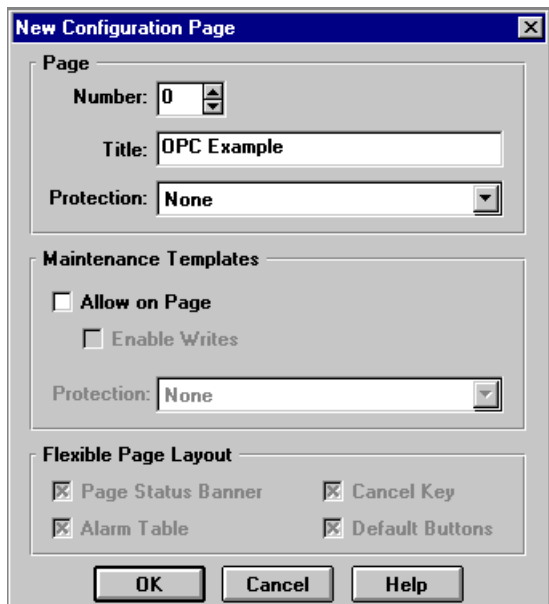 New Configuration Page
Page
Number: 0
Title: OPC Example
Protection: None
Maintenance Templates
Allow on Page
Enable Writes
Protection: None
Flexible Page Layout
Page Status Banner Cancel Key
Alarm Table Default Buttons
OK Cancel Help